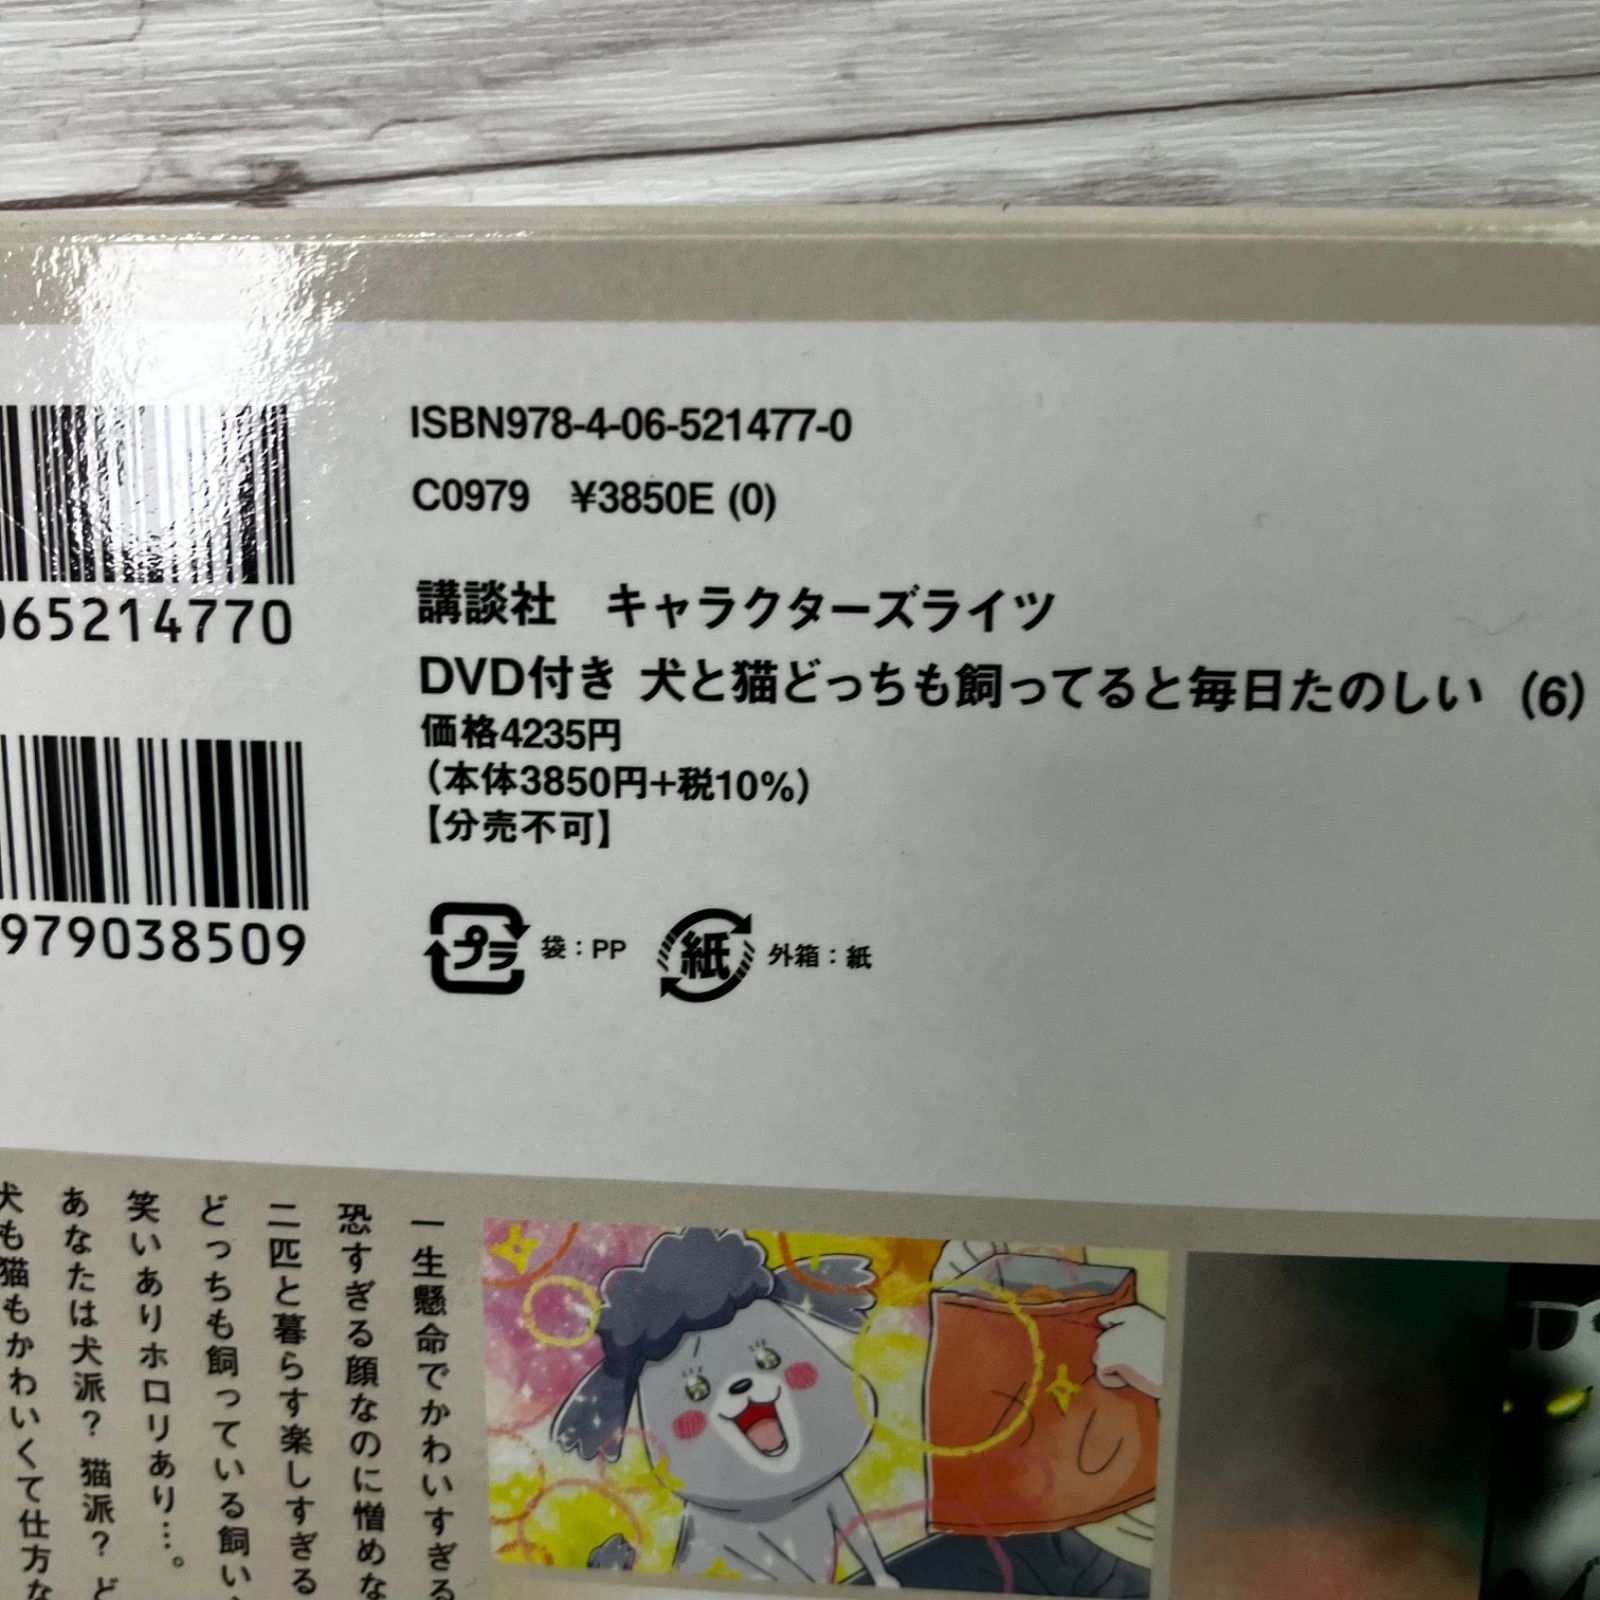 ISBN978-4-06-521477-0
C0979 ¥3850E (0)
065214770
講談社 キャラクターズライツ
DVD付き 犬と猫どっちも飼ってると毎日たのしい (6)
価格4235円
(本体3850円+税10%)
【分売不可】
979038509
プラ 袋:PP 紙 外箱:紙
一生懸命でかわいすぎる
恐すぎる顔なのに憎めな
二匹と暮らす楽しすぎる
どっちも飼っている飼い
笑いありホロリあり…。
あなたは犬派? 猫派? ど
犬も猫もかわいくて仕方な